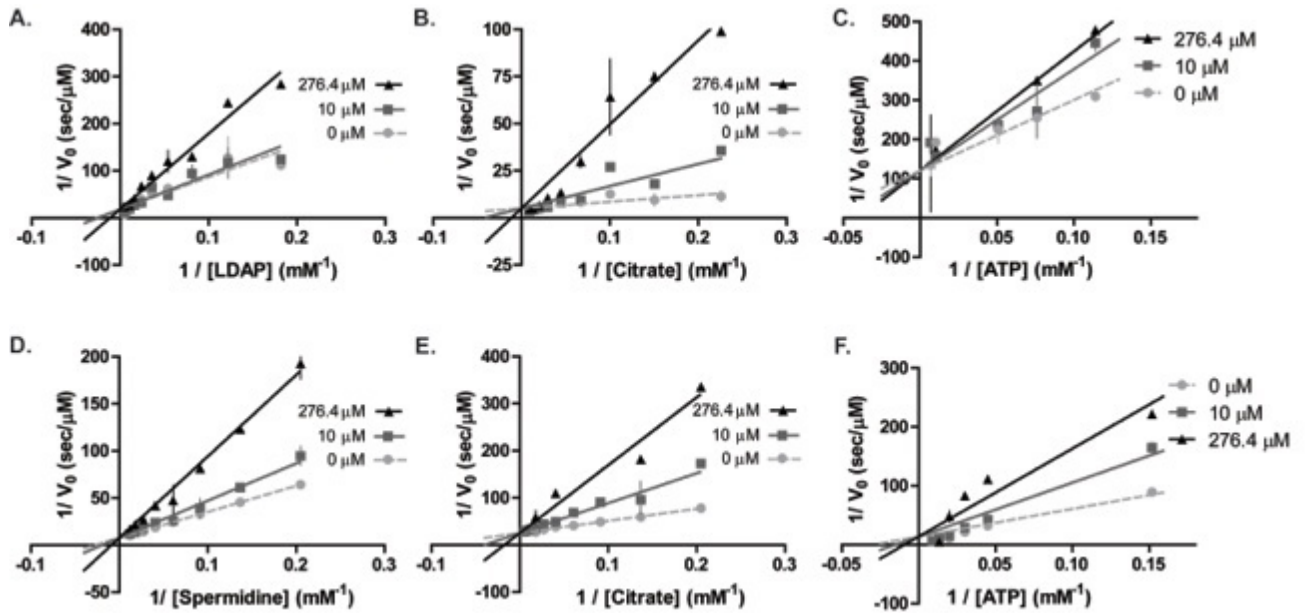 A.
400
300
200
100
-100
-0.1
0.1
0.2
0.3
1/ V0 (sec/μM)
1 / [LDAP] (mM-1)
276.4 μM
10 μM
0 μM
B.
100
75
50
25
-25
-0.1
0.1
0.2
0.3
1/ V0 (sec/μM)
1 / [Citrate] (mM-1)
276.4 μM
10 μM
0 μM
C.
500
400
300
200
100
-100
-0.05
0.05
0.10
0.15
1/ V0 (sec/μM)
1 / [ATP] (mM-1)
276.4 μM
10 μM
0 μM
D.
200
150
100
50
-50
-0.1
0.1
0.2
0.3
1/ V0 (sec/μM)
1/ [Spermidine] (mM-1)
276.4 μM
10 μM
0 μM
E.
400
300
200
100
-100
-0.1
0.1
0.2
0.3
1/ V0 (sec/μM)
1 / [Citrate] (mM-1)
276.4 μM
10 μM
0 μM
F.
300
200
100
-100
-0.05
0.05
0.10
0.15
1/ V0 (sec/μM)
1 / [ATP] (mM-1)
0 μM
10 μM
276.4 μM